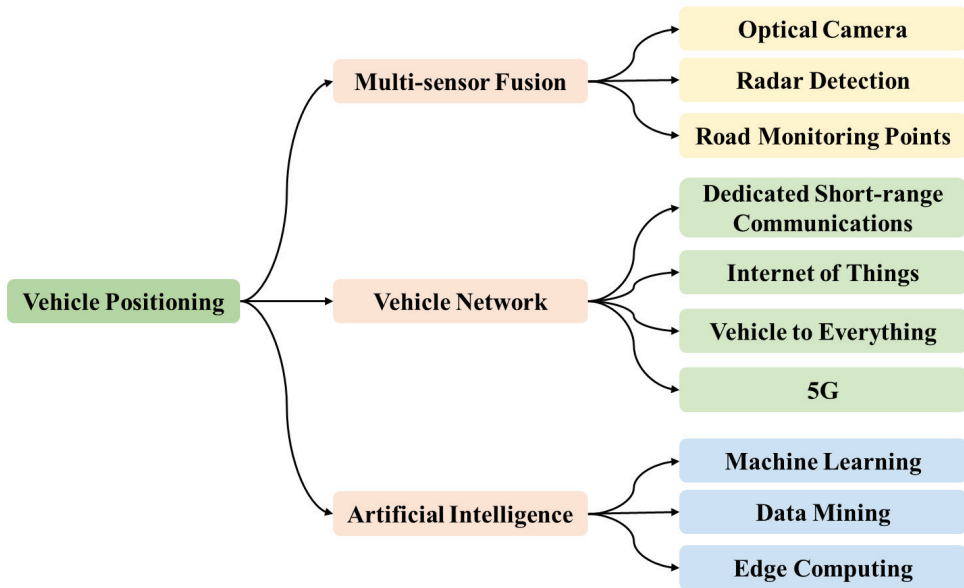 Vehicle Positioning
Multi-sensor Fusion
Optical Camera
Radar Detection
Road Monitoring Points
Vehicle Network
Dedicated Short-range
Communications
Internet of Things
Vehicle to Everything
5G
Artificial Intelligence
Machine Learning
Data Mining
Edge Computing